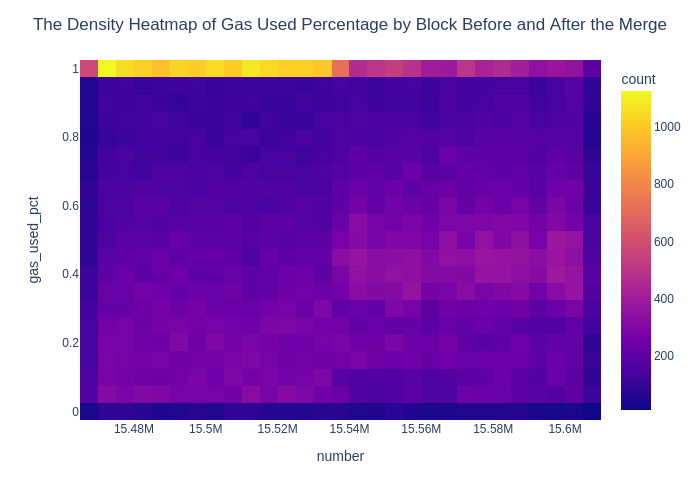 The Density Heatmap of Gas Used Percentage by Block Before and After the Merge
count
1
0.8
0.6
0.4
0.2
0
gas_used_pct
1000
800
600
400
200
15.48M 15.5M 15.52M 15.54M 15.56M 15.58M 15.6M
number